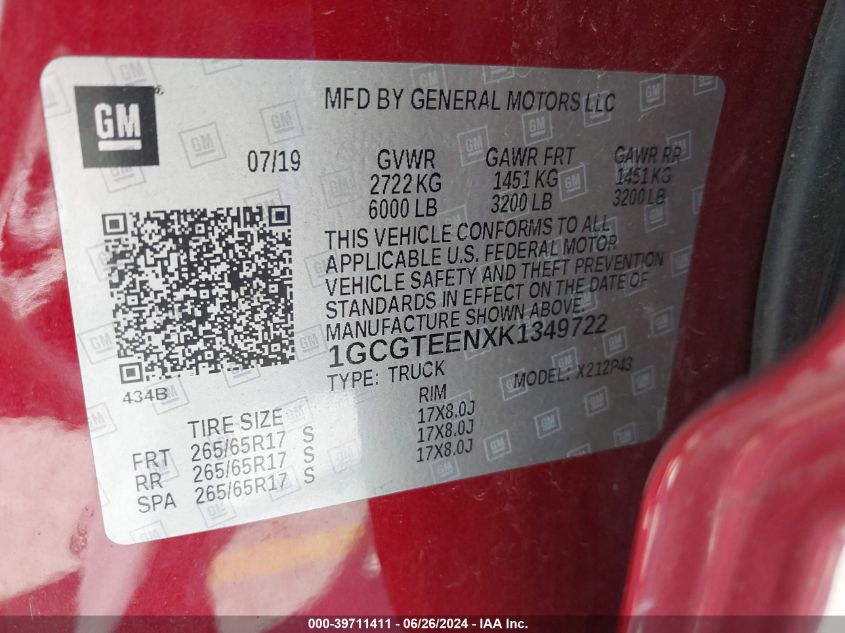 GM
MFD BY GENERAL MOTORS LLC
07/19 GVWR GAWR FRT GAWR RR
2722 KG 1451 KG 1451 KG
6000 LB 3200 LB 3200 LB
THIS VEHICLE CONFORMS TO ALL
APPLICABLE U.S. FEDERAL MOTOR
VEHICLE SAFETY AND THEFT PREVENTION
STANDARDS IN EFFECT ON THE DATE OF
MANUFACTURE SHOWN ABOVE.
1GCGTEENXK1349722
434B TYPE: TRUCK MODEL: X212P43
TIRE SIZE RIM
FRT 265/65R17 S 17X8.0J
RR 265/65R17 S 17X8.0J
SPA 265/65R17 S 17X8.0J
000-39711411 - 06/26/2024 - IAA Inc.